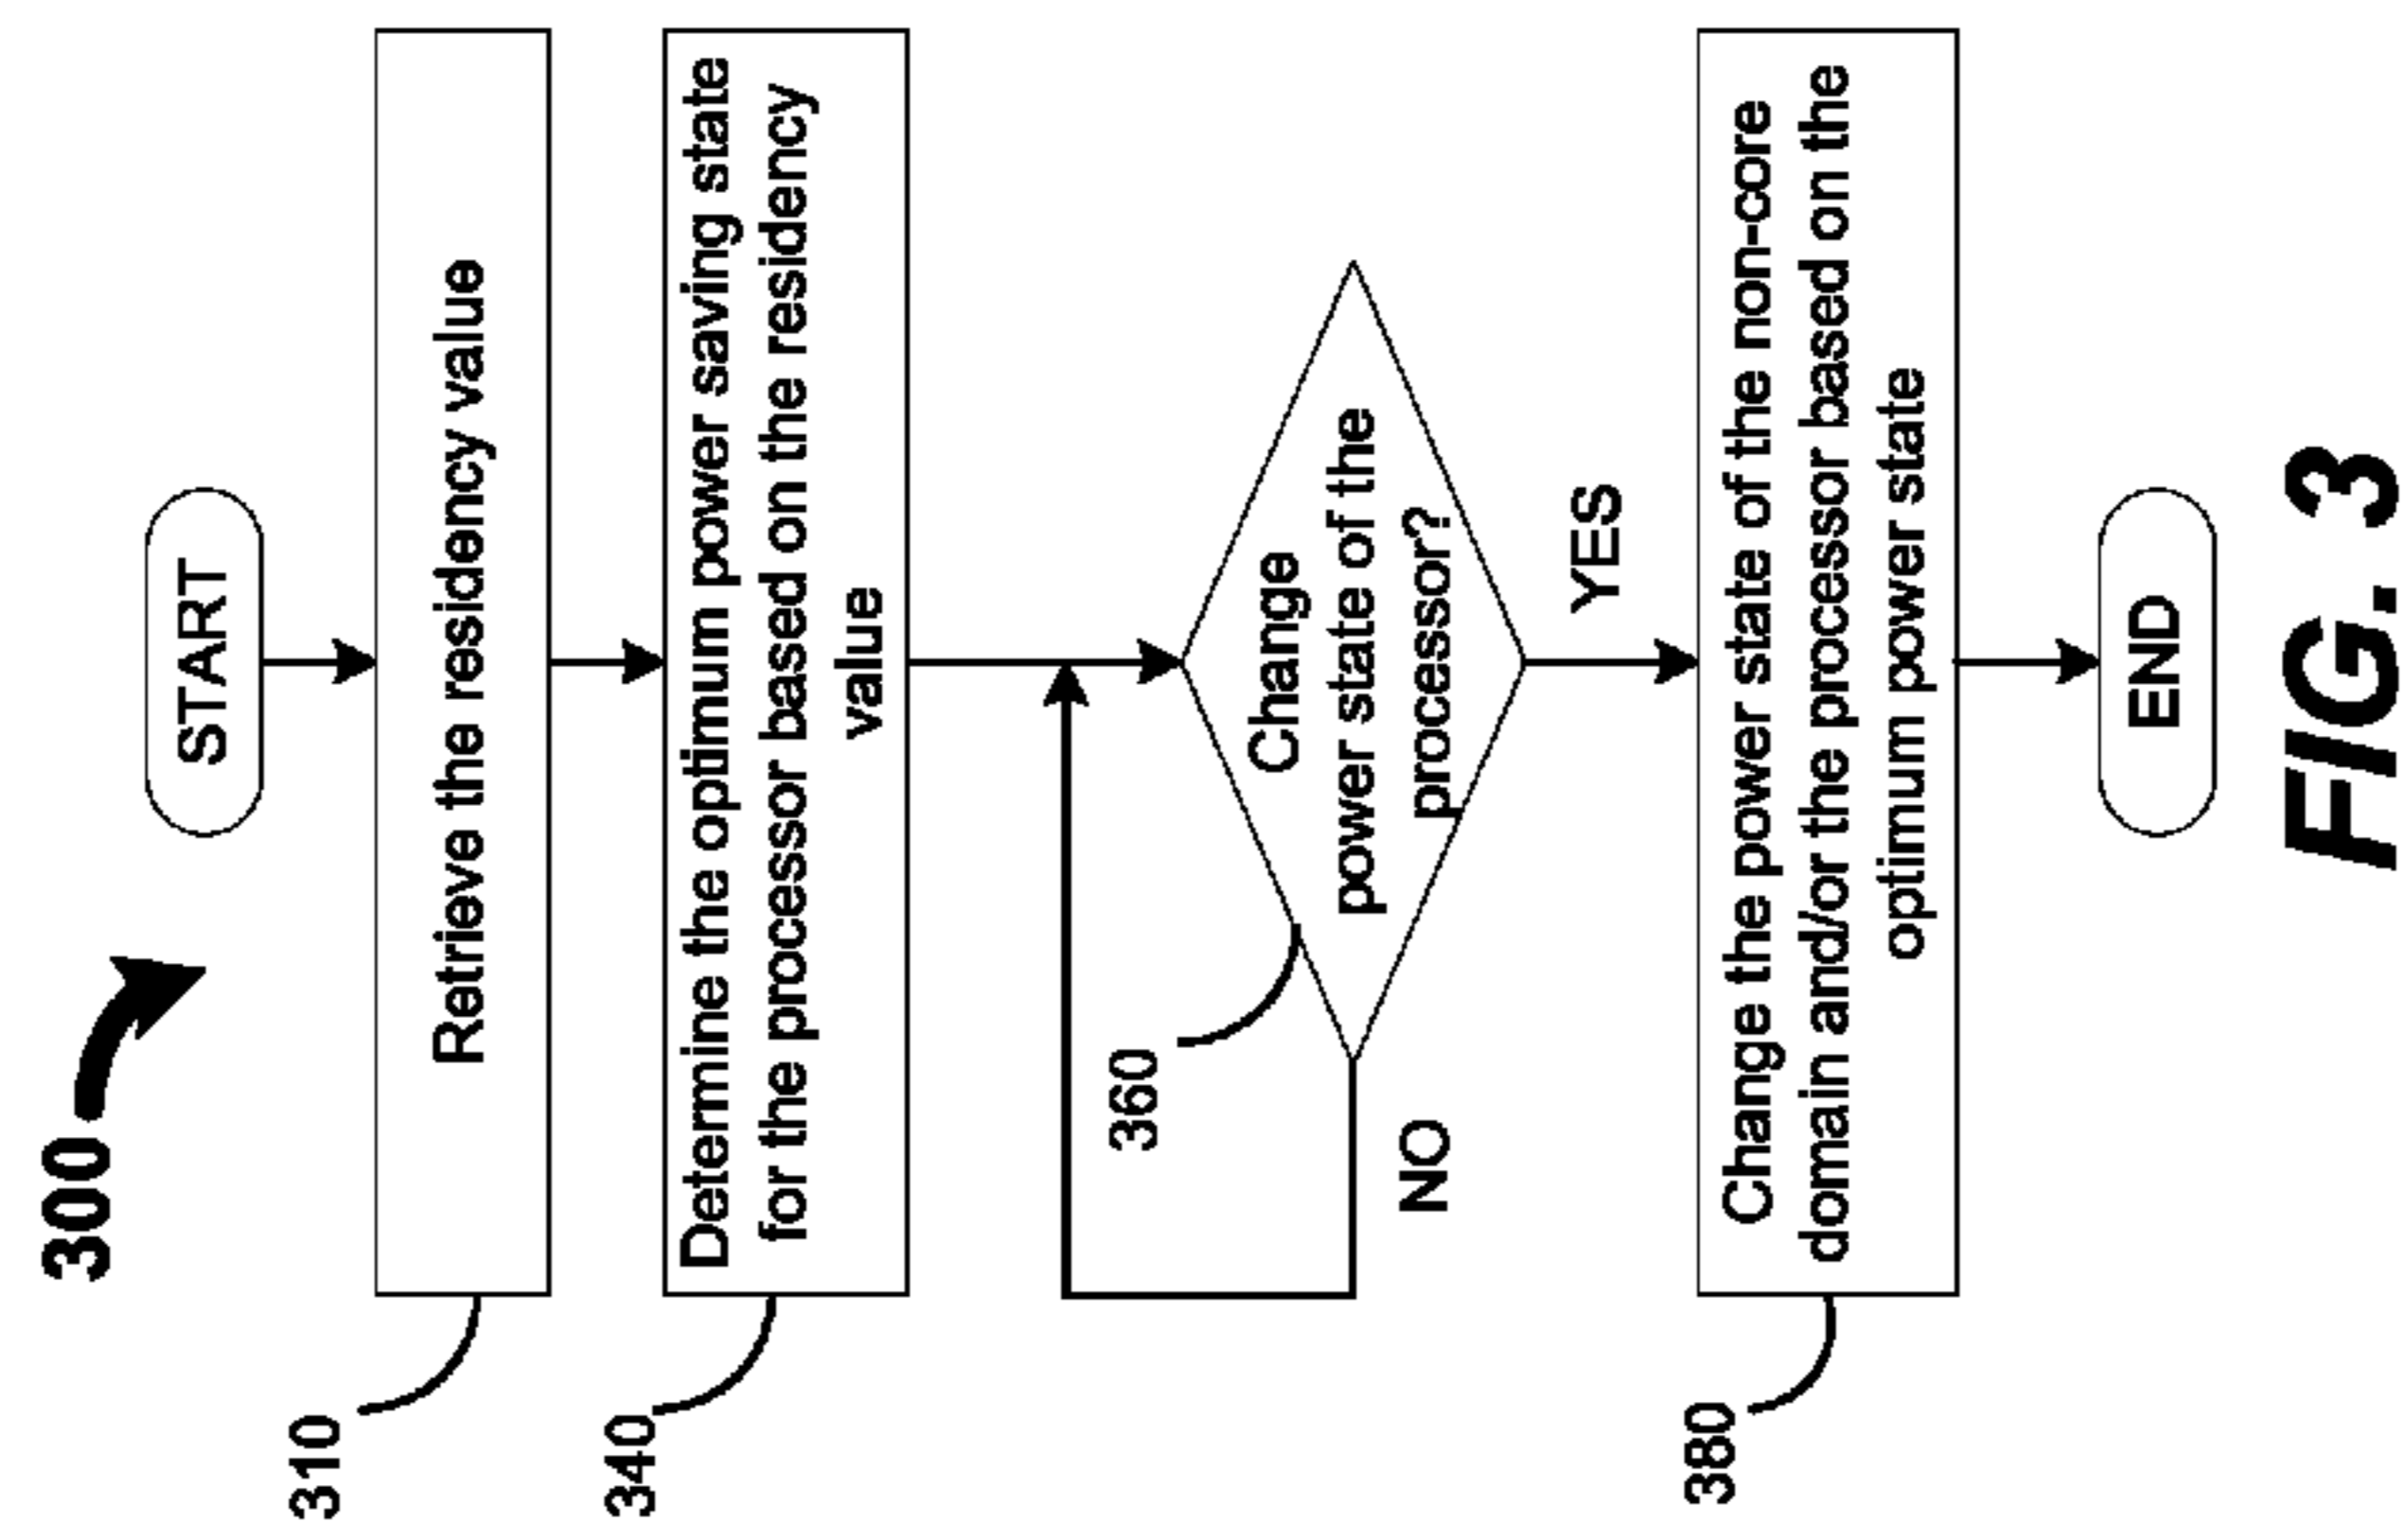 300
START
310
Retrieve the residency value
340
Determine the optimum power saving state
for the processor based on the residency
value
360
Change
power state of the
processor?
NO
YES
380
Change the power state of the non-core
domain and/or the processor based on the
optimum power state
END
FIG. 3